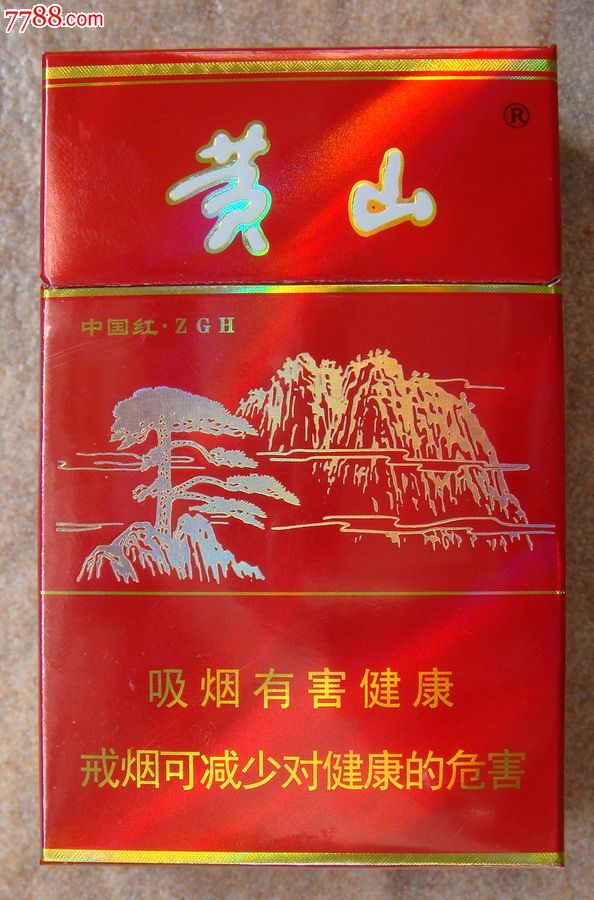 7788.com
®
黄山
中国红·ZGH
吸烟有害健康
戒烟可减少对健康的危害